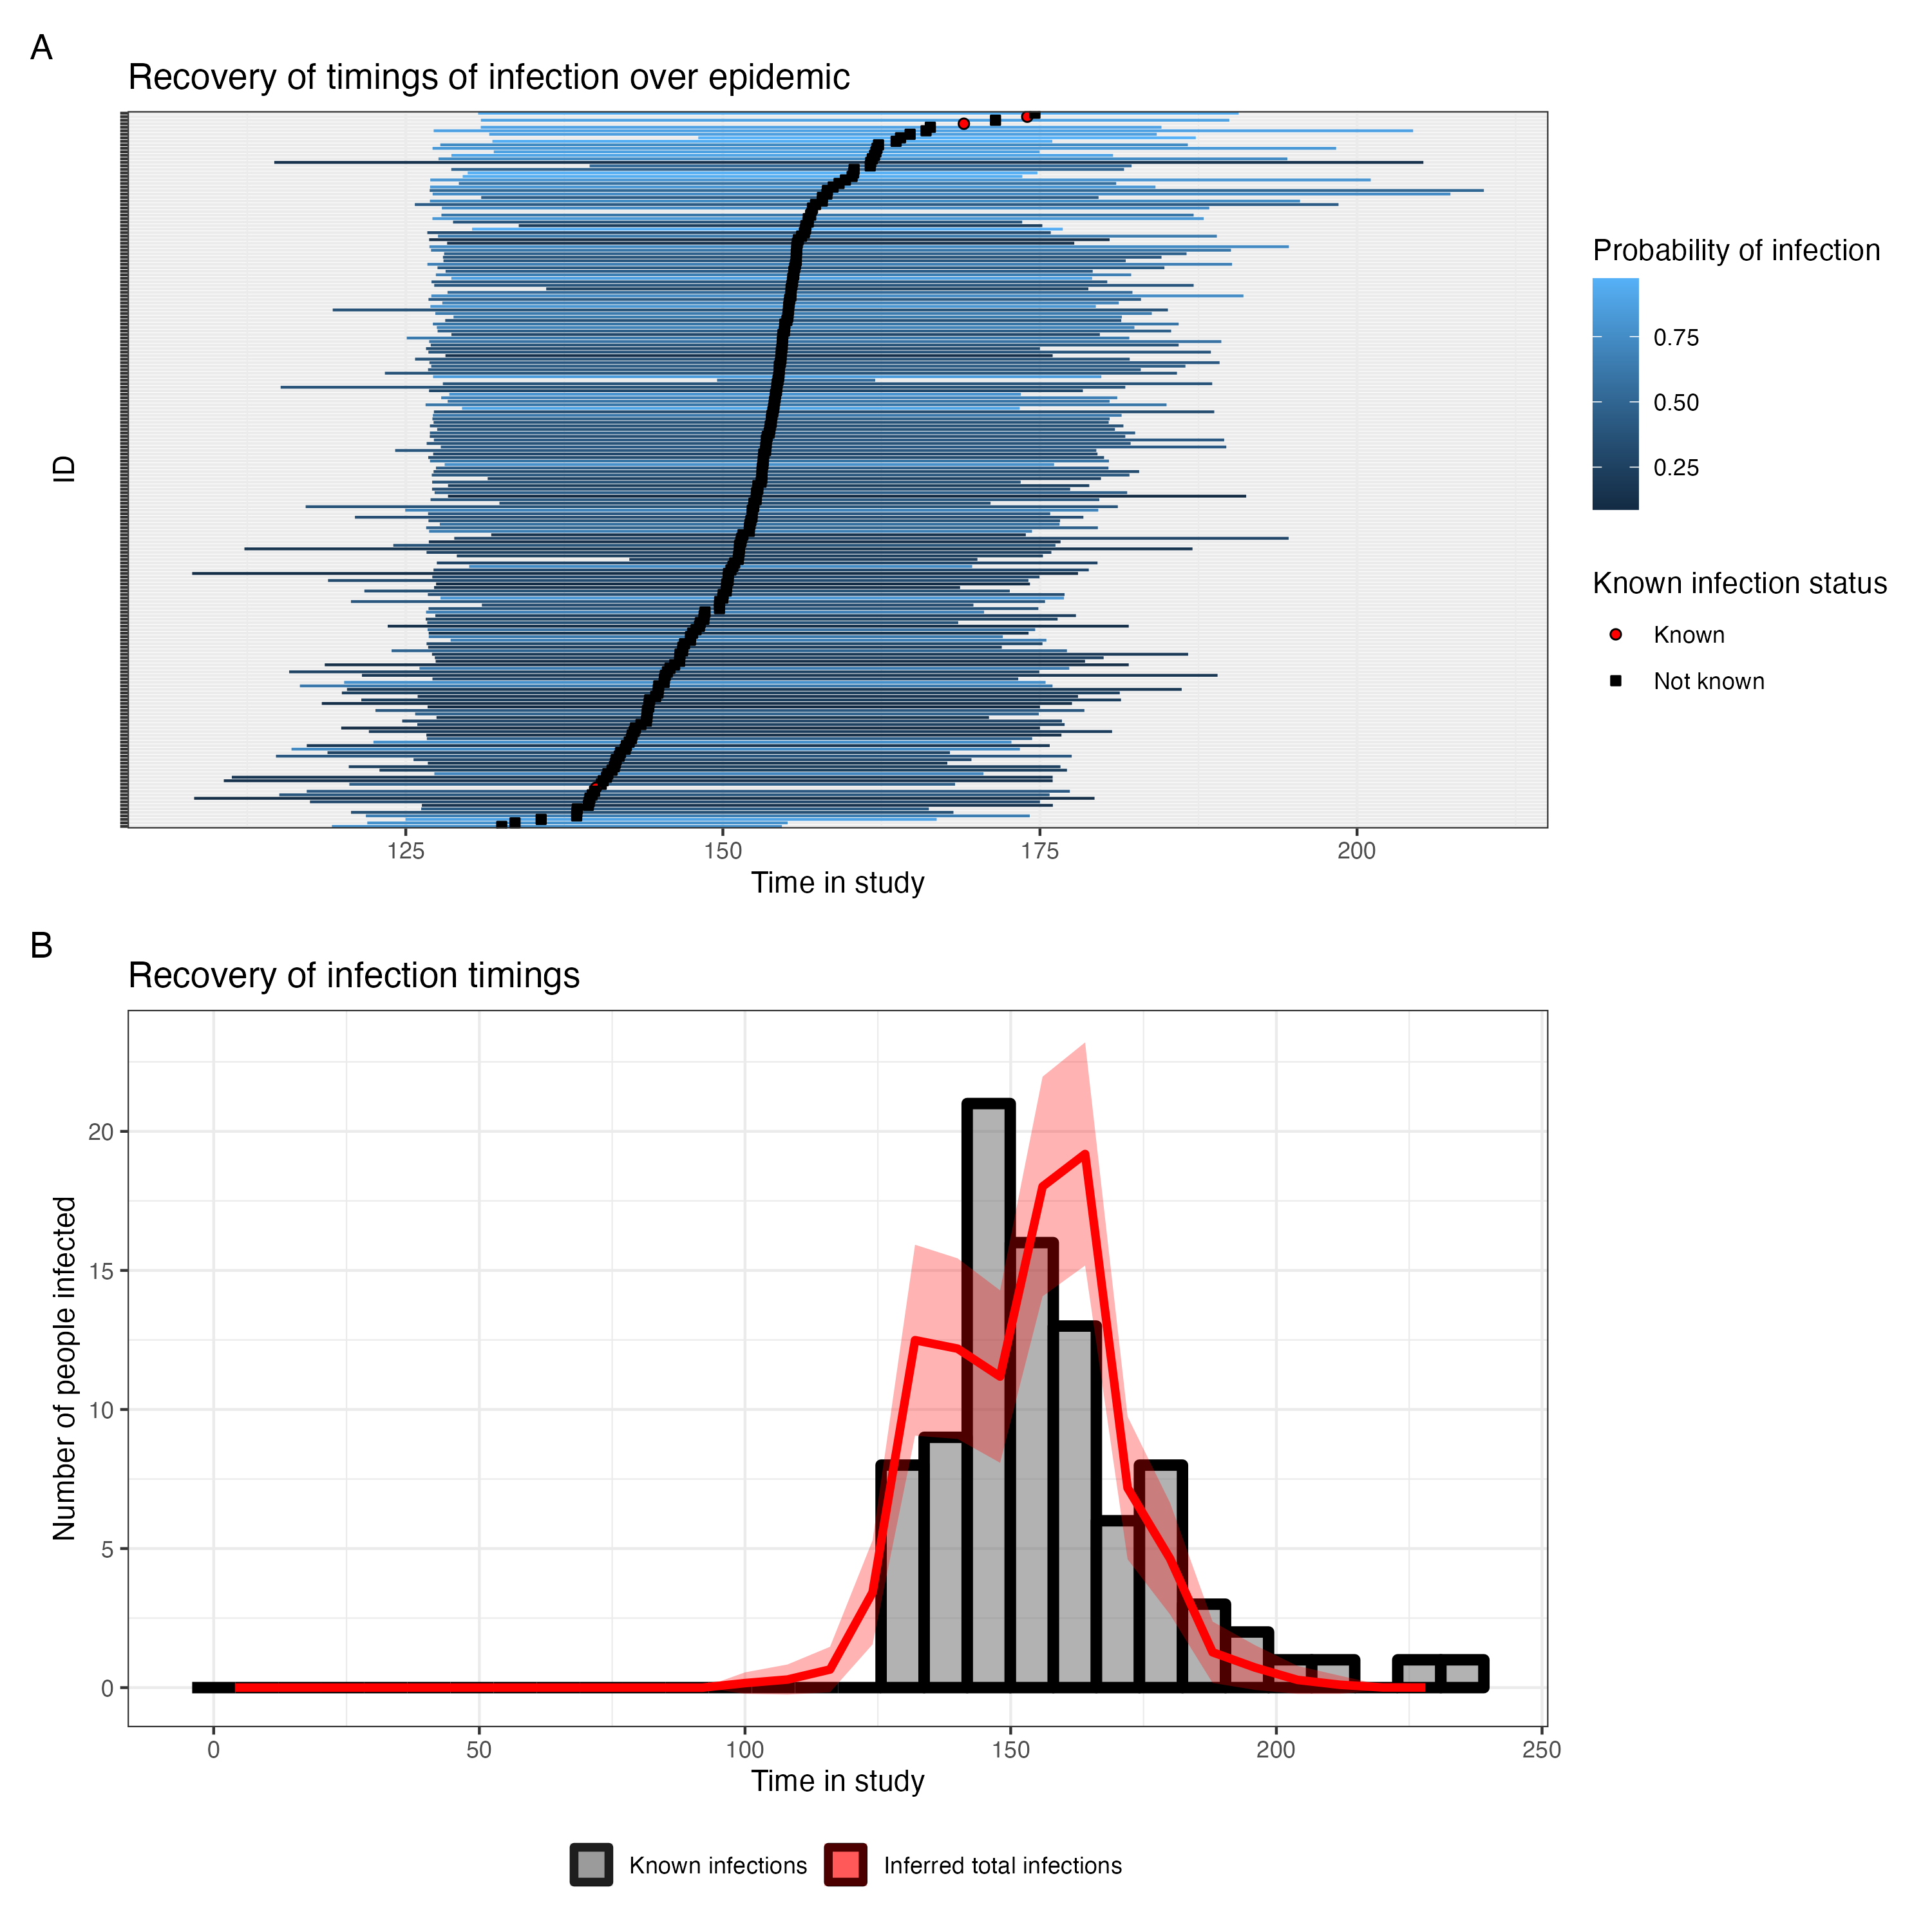 A
Recovery of timings of infection over epidemic
ID
125 150 175 200
Time in study
Probability of infection
0.75
0.50
0.25
Known infection status
Known
Not known
B
Recovery of infection timings
Number of people infected
20
15
10
5
0
0 50 100 150 200 250
Time in study
Known infections Inferred total infections